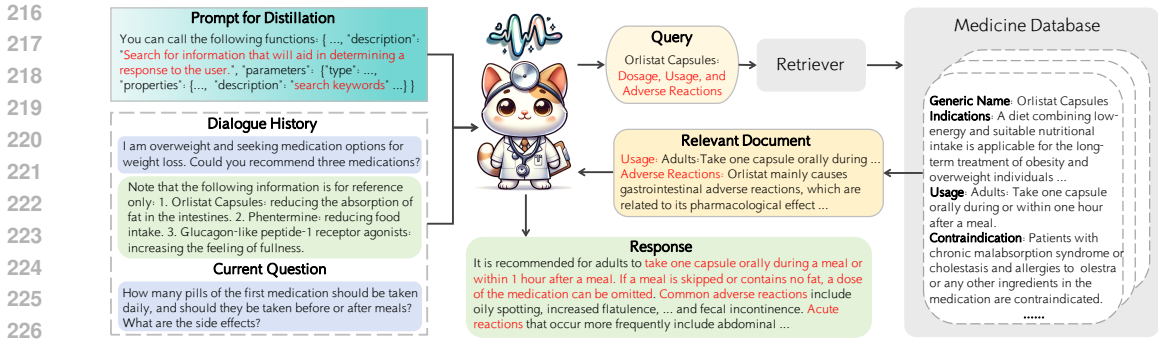 216
217
218
219
220
221
222
223
224
225
226
Prompt for Distillation
You can call the following functions: { ..., "description":
"Search for information that will aid in determining a
response to the user.", "parameters": {"type": ...,
"properties": {..., "description": "search keywords" ...} }
Dialogue History
I am overweight and seeking medication options for
weight loss. Could you recommend three medications?
Note that the following information is for reference
only: 1. Orlistat Capsules: reducing the absorption of
fat in the intestines. 2. Phentermine: reducing food
intake. 3. Glucagon-like peptide-1 receptor agonists:
increasing the feeling of fullness.
Current Question
How many pills of the first medication should be taken
daily, and should they be taken before or after meals?
What are the side effects?
Query
Orlistat Capsules:
Dosage, Usage, and
Adverse Reactions
Retriever
Relevant Document
Usage: Adults:Take one capsule orally during ...
Adverse Reactions: Orlistat mainly causes
gastrointestinal adverse reactions, which are
related to its pharmacological effect ...
Response
It is recommended for adults to take one capsule orally during a meal or
within 1 hour after a meal. If a meal is skipped or contains no fat, a dose
of the medication can be omitted. Common adverse reactions include
oily spotting, increased flatulence, ... and fecal incontinence. Acute
reactions that occur more frequently include abdominal ...
Medicine Database
Generic Name: Orlistat Capsules
Indications: A diet combining low-
energy and suitable nutritional
intake is applicable for the long-
term treatment of obesity and
overweight individuals ...
Usage: Adults: Take one capsule
orally during or within one hour
after a meal.
Contraindication: Patients with
chronic malabsorption syndrome or
cholestasis and allergies to olestra
or any other ingredients in the
medication are contraindicated.
......